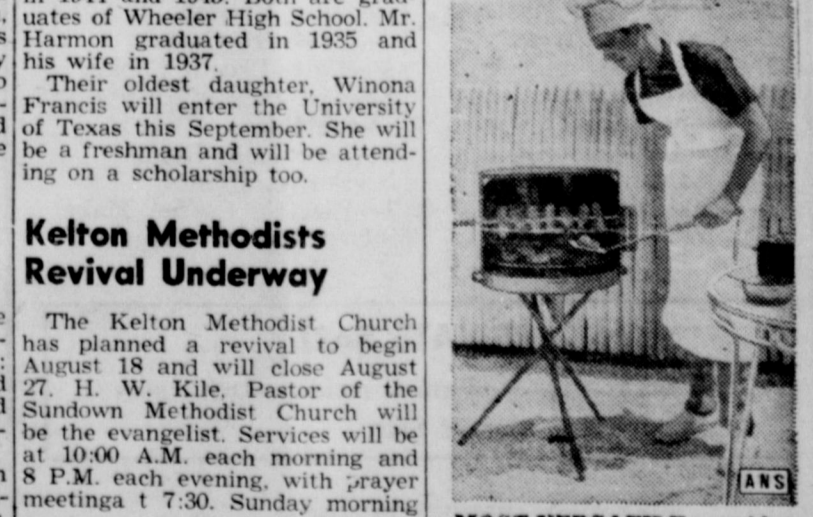 uates of Wheeler High School. Mr.
Harmon graduated in 1935 and
his wife in 1937.
Their oldest daughter, Winona
Francis will enter the University
of Texas this September. She will
be a freshman and will be attend-
ing on a scholarship too.
Kelton Methodists
Revival Underway
The Kelton Methodist Church
has planned a revival to begin
August 18 and will close August
27. H. W. Kile, Pastor of the
Sundown Methodist Church will
be the evangelist. Services will be
at 10:00 A.M. each morning and
8 P.M. each evening, with prayer
meetinga t 7:30. Sunday morning
ANS